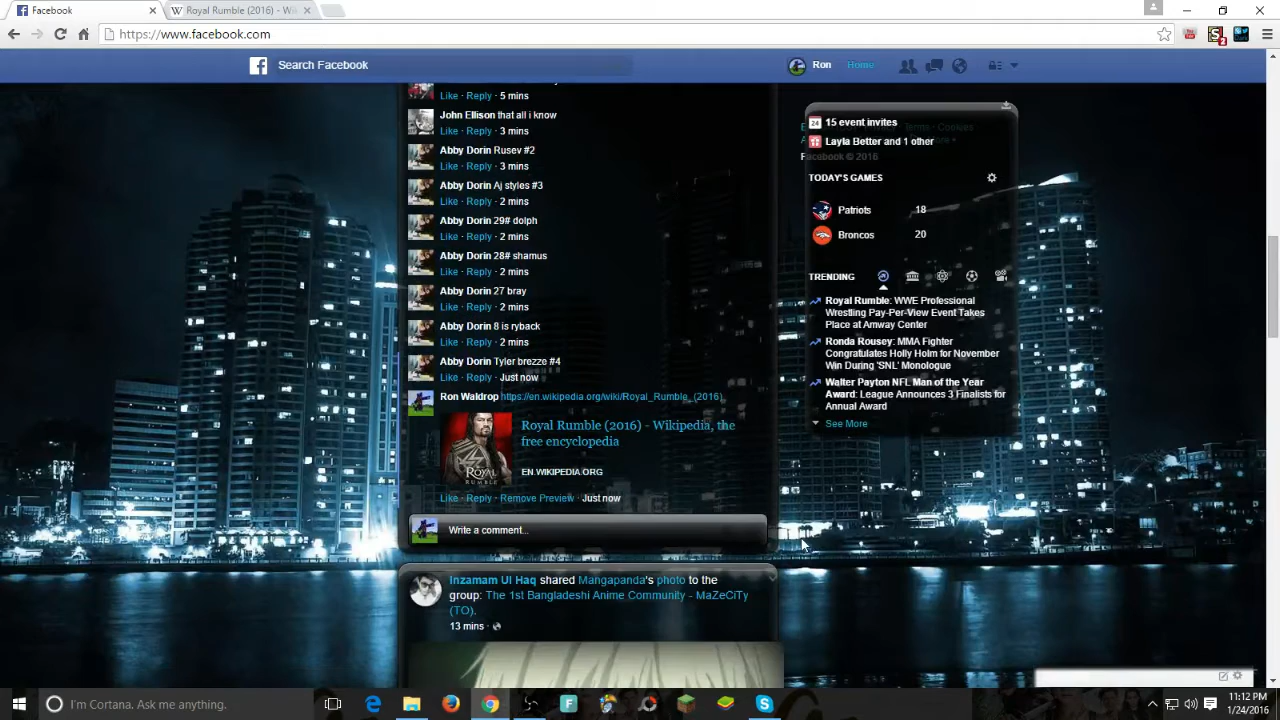 Facebook
Royal Rumble (2016) - Wi
https://www.facebook.com
2
Search Facebook
Ron
Home
Like · Reply · 5 mins
John Ellison that all i know
Like · Reply · 3 mins
Abby Dorin Rusev #2
Like · Reply · 3 mins
Abby Dorin Aj styles #3
Like · Reply · 2 mins
Abby Dorin 29# dolph
Like · Reply · 2 mins
Abby Dorin 28# shamus
Like · Reply · 2 mins
Abby Dorin 27 bray
Like · Reply · 2 mins
Abby Dorin 8 is ryback
Like · Reply · 2 mins
Abby Dorin Tyler brezze #4
Like · Reply · Just now
Ron Waldrop https://en.wikipedia.org/wiki/Royal_Rumble_(2016)
ROYAL
RUMBLE
Royal Rumble (2016) - Wikipedia, the
free encyclopedia
EN.WIKIPEDIA.ORG
Like · Reply · Remove Preview · Just now
Write a comment...
Inzamam Ul Haq shared Mangapanda's photo to the
group: The 1st Bangladeshi Anime Community - MaZeCiTy
(TO).
13 mins ·
24
15 event invites
Terms · Cookies
Layla Better and 1 other
Facebook © 2016
TODAY'S GAMES
Patriots 18
Broncos 20
TRENDING
Royal Rumble: WWE Professional
Wrestling Pay-Per-View Event Takes
Place at Amway Center
Ronda Rousey: MMA Fighter
Congratulates Holly Holm for November
Win During 'SNL' Monologue
Walter Payton NFL Man of the Year
Award: League Announces 3 Finalists for
Annual Award
See More
I'm Cortana. Ask me anything.
11:12 PM
1/24/2016